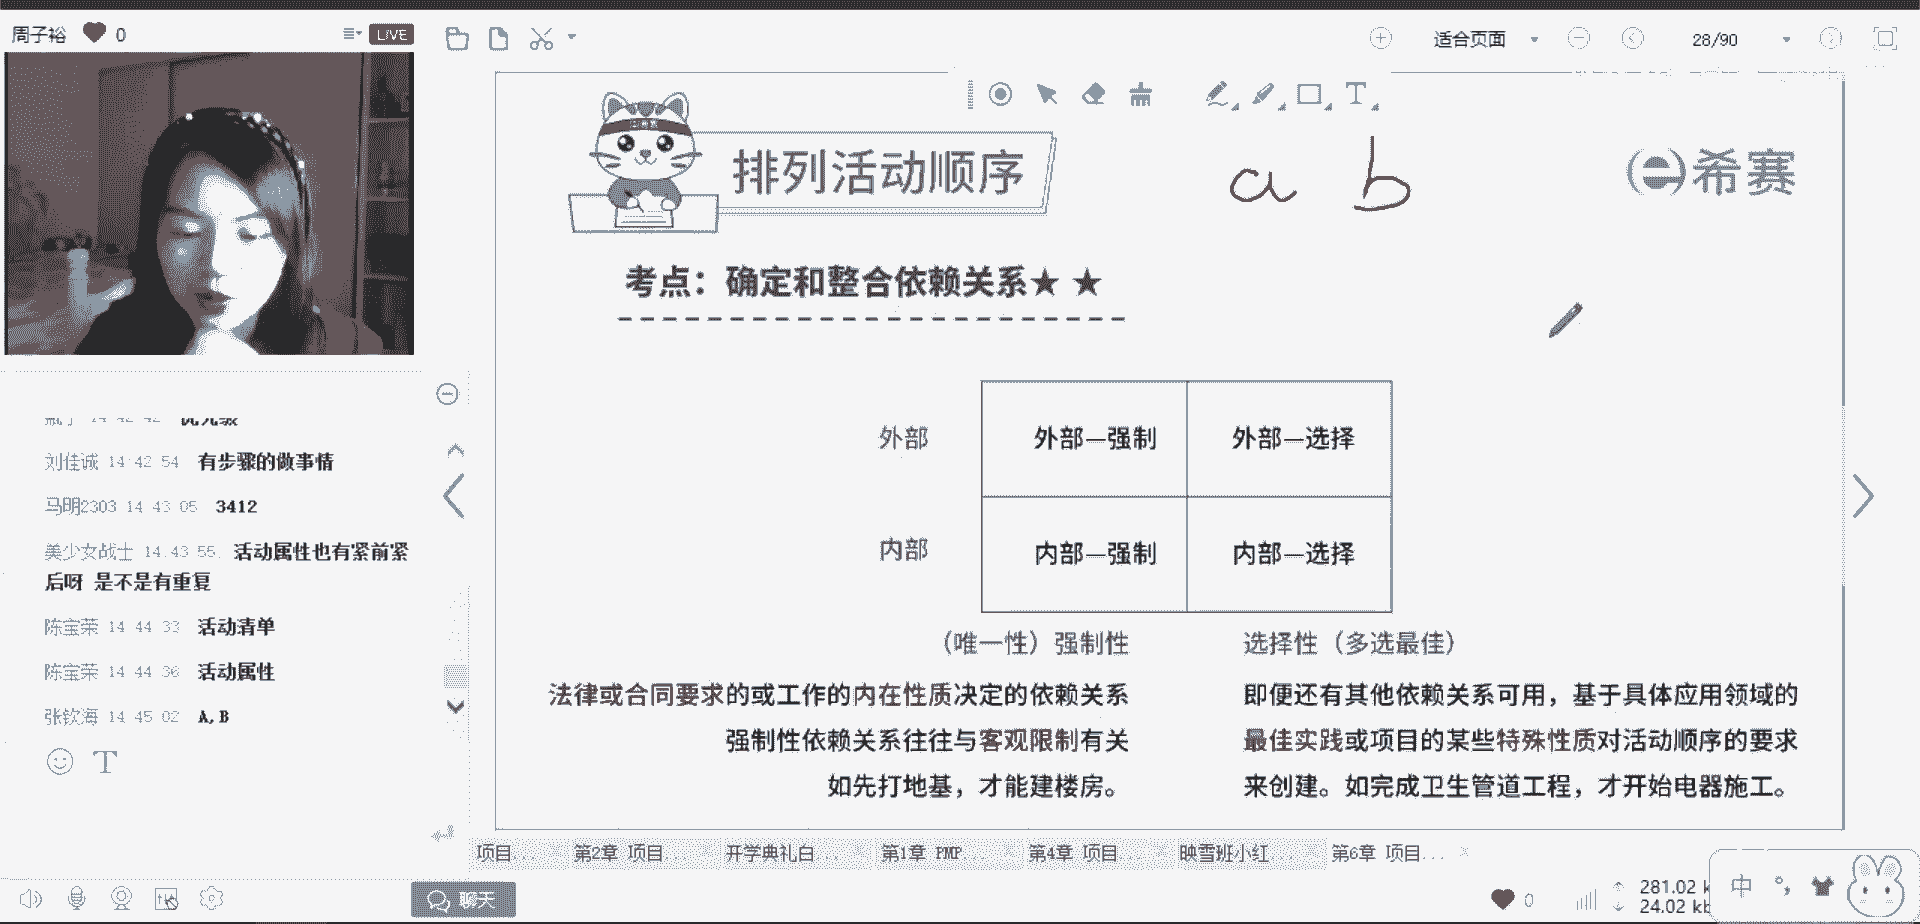 周子裕 0
LIVE
适合页面
28/90
排列活动顺序
a b
希赛
考点：确定和整合依赖关系★ ★
外部
外部—强制
外部—选择
内部
内部—强制
内部—选择
（唯一性）强制性
选择性（多选最佳）
法律或合同要求的或工作的内在性质决定的依赖关系
强制性依赖关系往往与客观限制有关
如先打地基，才能建楼房。
即便还有其他依赖关系可用，基于具体应用领域的
最佳实践或项目的某些特殊性质对活动顺序的要求
来创建。如完成卫生管道工程，才开始电器施工。
刘佳诚 14:42:54 有步骤的做事情
马明2303 14:43:05 3412
美少女战士 14:43:55 活动属性也有紧前紧
后呀 是不是有重复
陈宝荣 14:44:33 活动清单
陈宝荣 14:44:36 活动属性
张钦海 14:45:02 A,B
T
项目... 第2章 项目... 开学典礼白... 第1章 PMP... 第4章 项目... 映雪班小红... 第6章 项目...
聊天
0
281.02 k
24.02 kb
中